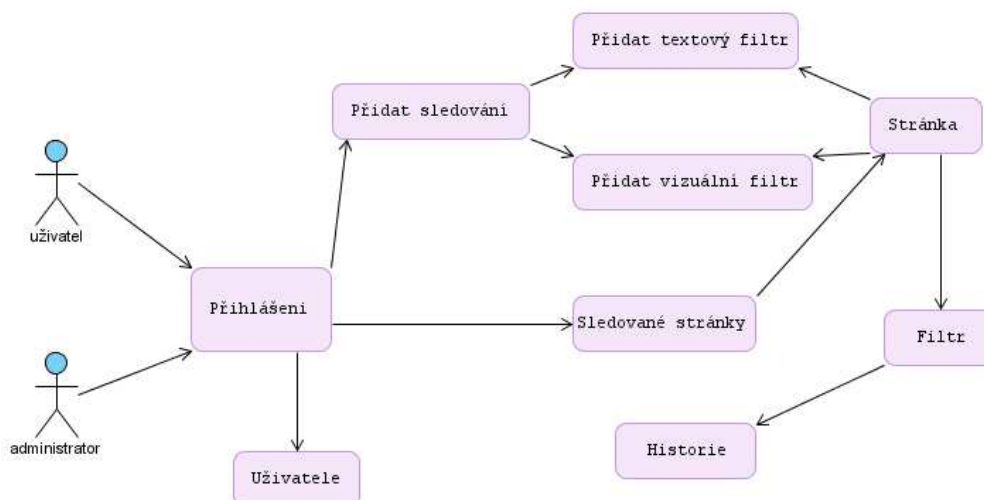 Přidat textový filtr
Přidat sledování
Stránka
Přidat vizuální filtr
uživatel
Přihlášeni
Sledované stránky
Filtr
administrator
Historie
Uživatele